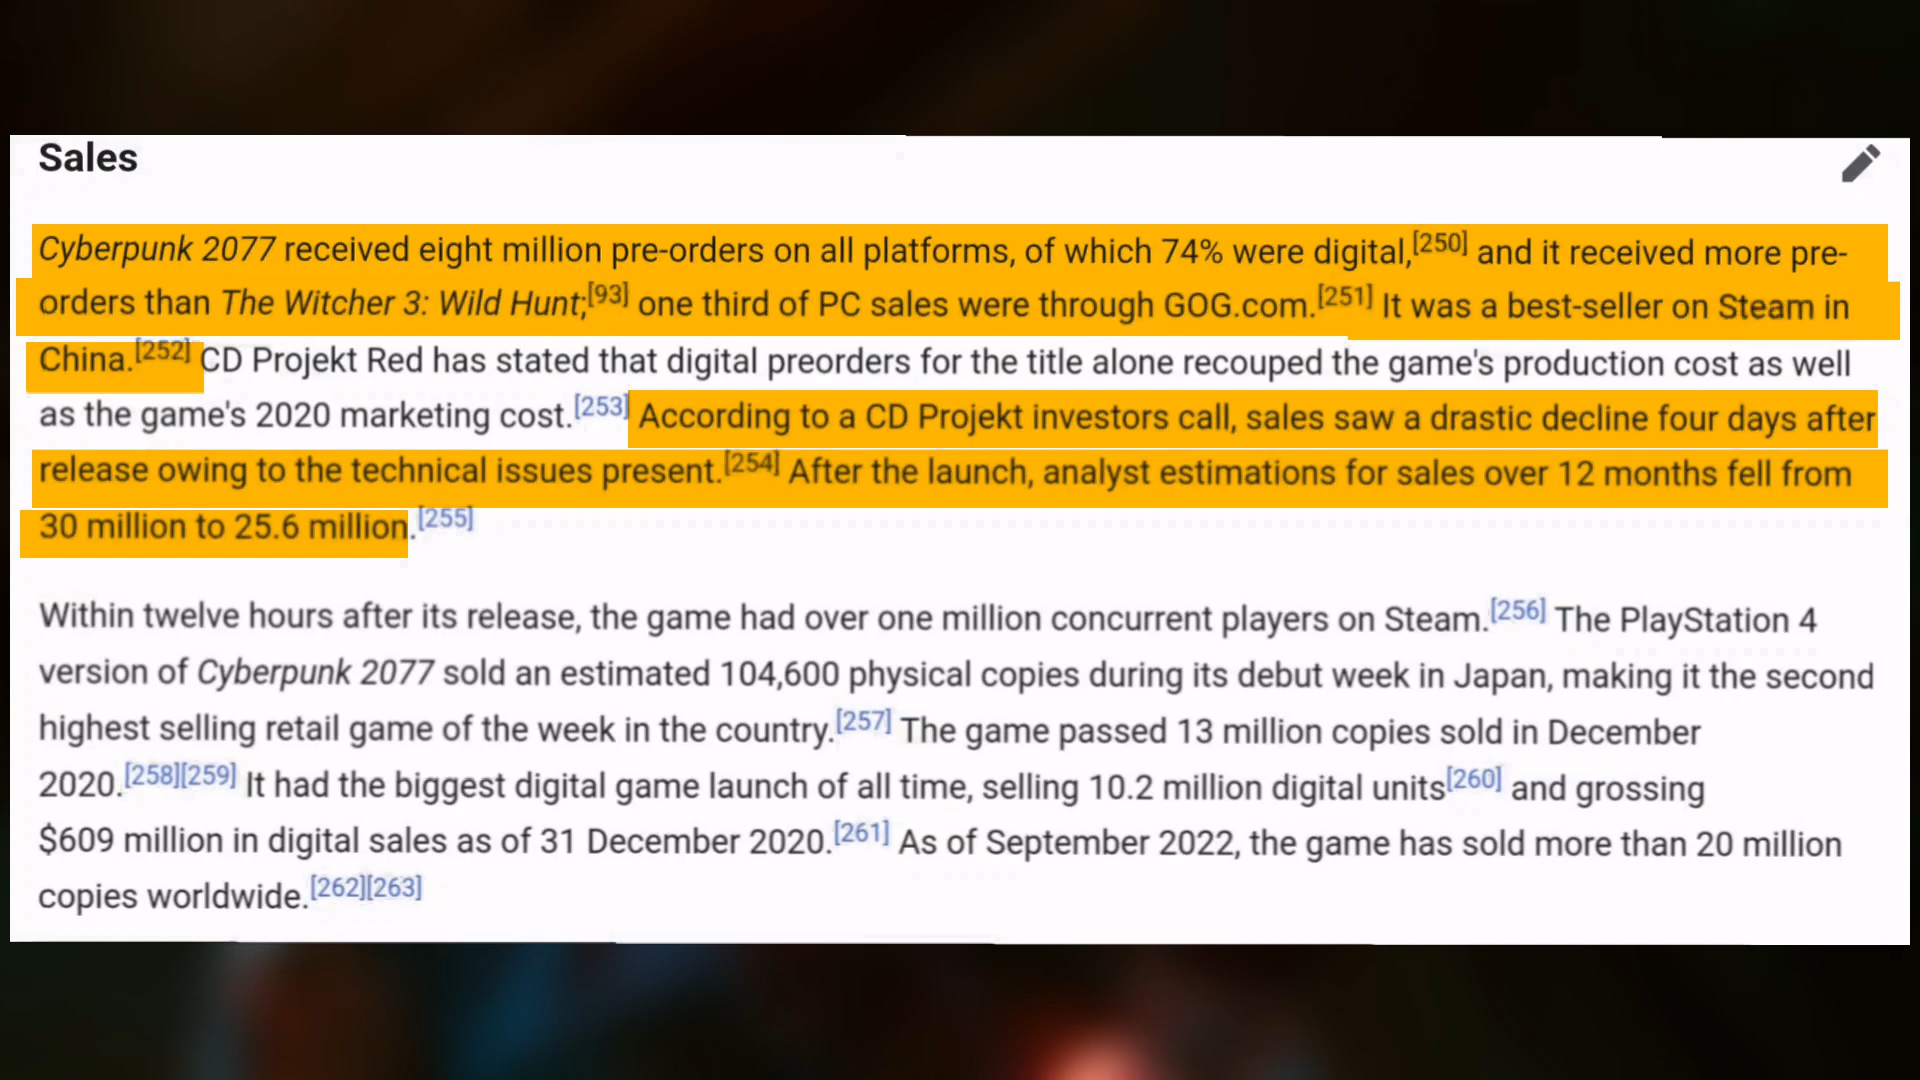 Sales
Cyberpunk 2077 received eight million pre-orders on all platforms, of which 74% were digital,[250] and it received more pre-
orders than The Witcher 3: Wild Hunt;[93] one third of PC sales were through GOG.com.[251] It was a best-seller on Steam in
China.[252] CD Projekt Red has stated that digital preorders for the title alone recouped the game's production cost as well
as the game's 2020 marketing cost.[253] According to a CD Projekt investors call, sales saw a drastic decline four days after
release owing to the technical issues present.[254] After the launch, analyst estimations for sales over 12 months fell from
30 million to 25.6 million.[255]
Within twelve hours after its release, the game had over one million concurrent players on Steam.[256] The PlayStation 4
version of Cyberpunk 2077 sold an estimated 104,600 physical copies during its debut week in Japan, making it the second
highest selling retail game of the week in the country.[257] The game passed 13 million copies sold in December
2020.[258][259] It had the biggest digital game launch of all time, selling 10.2 million digital units[260] and grossing
$609 million in digital sales as of 31 December 2020.[261] As of September 2022, the game has sold more than 20 million
copies worldwide.[262][263]